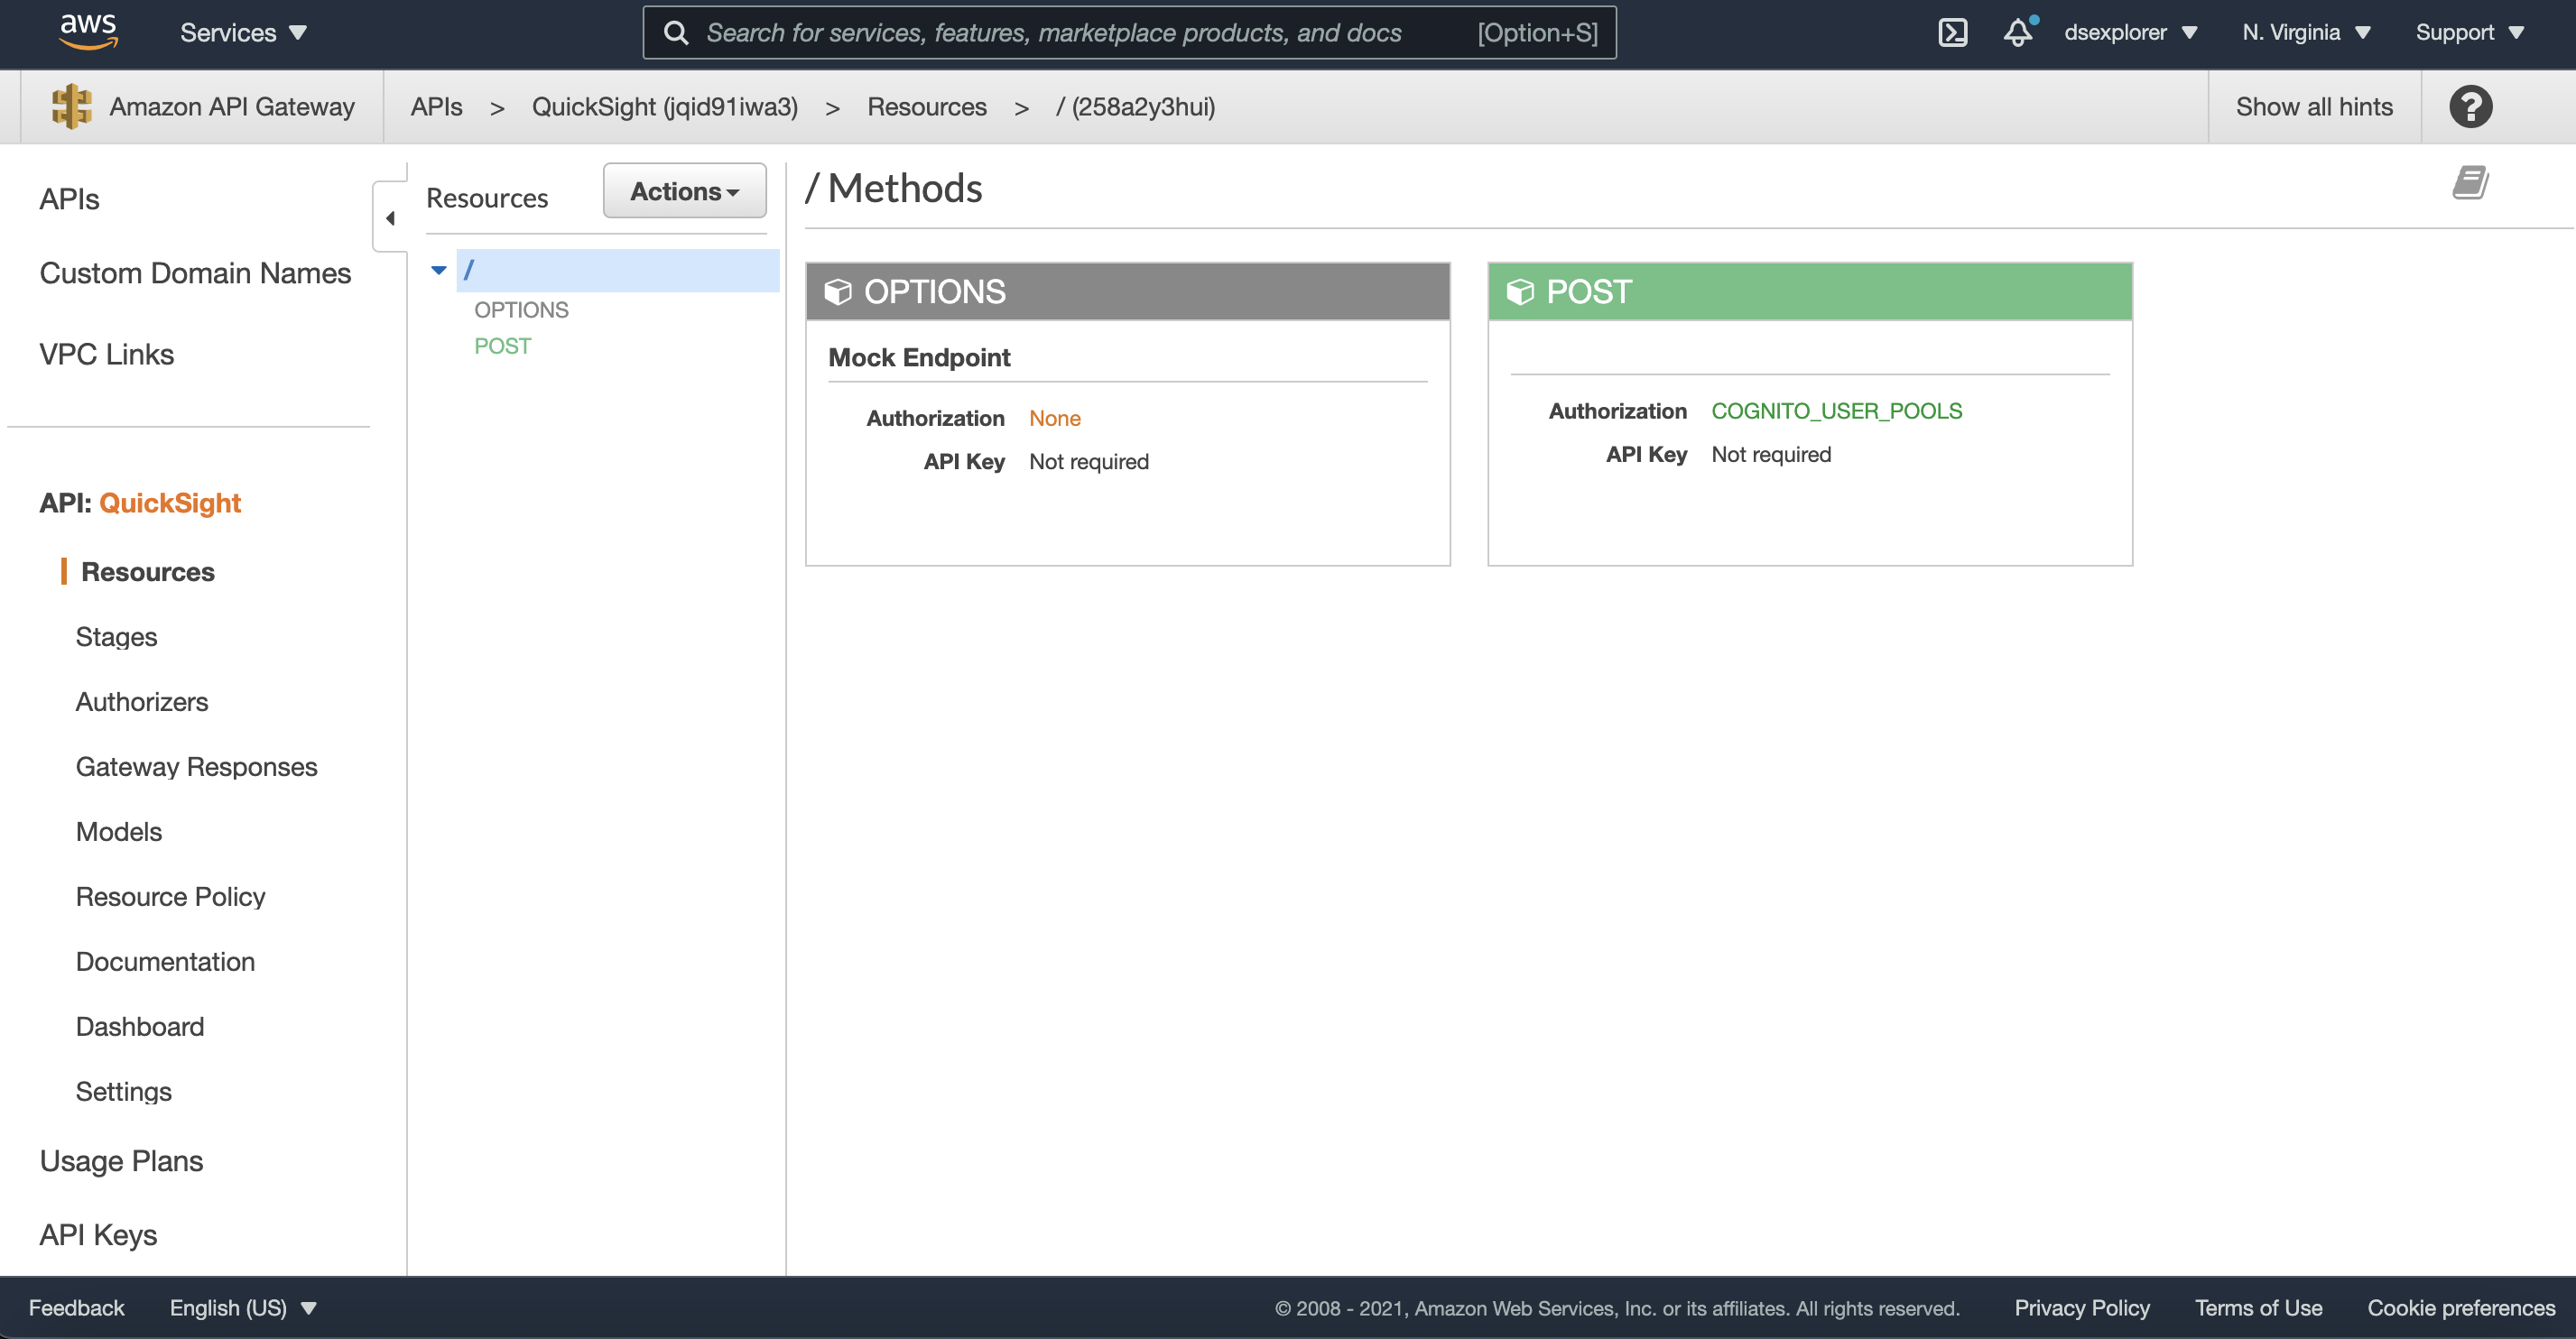 aws Services Search for services, features, marketplace products, and docs [Option+S] dsexplorer N. Virginia Support
Amazon API Gateway APIs > QuickSight (jqid91iwa3) > Resources > / (258a2y3hui) Show all hints ?
APIs
Custom Domain Names
VPC Links
API: QuickSight
Resources
Stages
Authorizers
Gateway Responses
Models
Resource Policy
Documentation
Dashboard
Settings
Usage Plans
API Keys
Resources Actions
/
OPTIONS
POST
/ Methods
OPTIONS
Mock Endpoint
Authorization None
API Key Not required
POST
Authorization COGNITO_USER_POOLS
API Key Not required
Feedback English (US) © 2008 - 2021, Amazon Web Services, Inc. or its affiliates. All rights reserved. Privacy Policy Terms of Use Cookie preferences